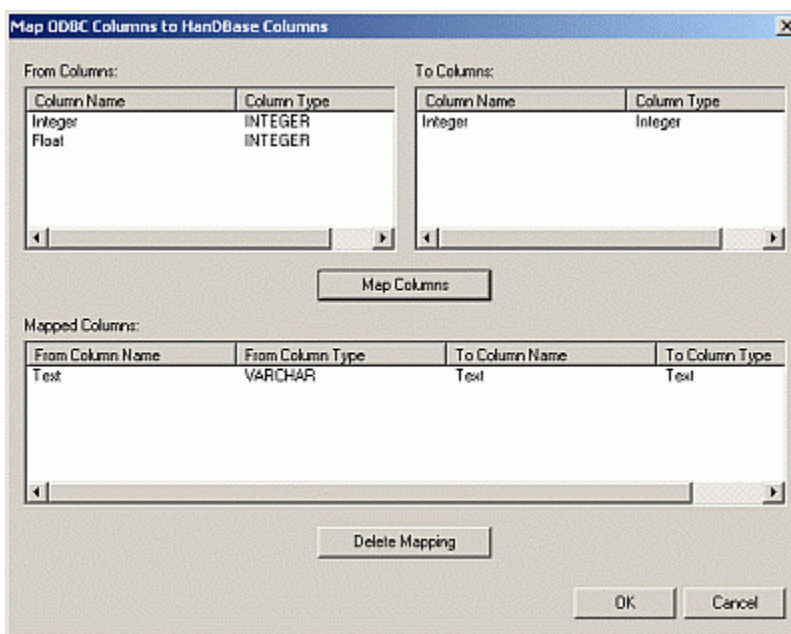 Map ODBC Columns to HanDBase Columns
From Columns: To Columns:
Column Name Column Type Column Name Column Type
Integer INTEGER Integer Integer
Float INTEGER
Map Columns
Mapped Columns:
From Column Name From Column Type To Column Name To Column Type
Text VARCHAR Text Text
Delete Mapping
OK Cancel